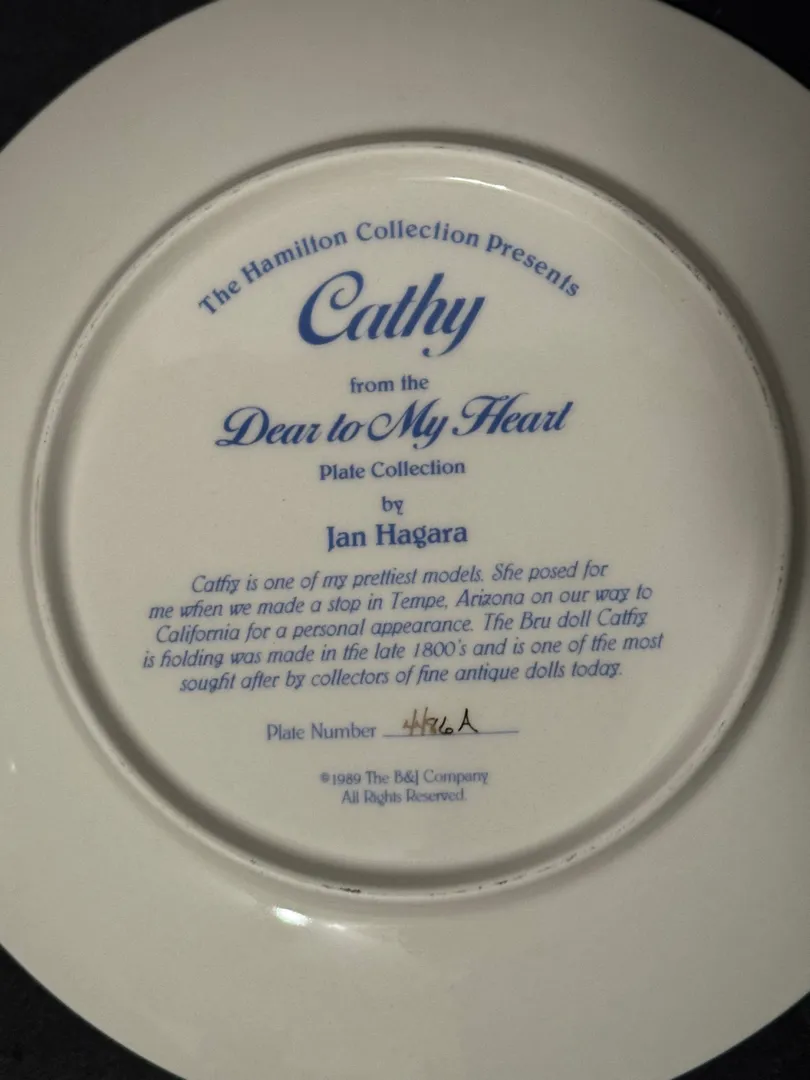 The Hamilton Collection Presents
Cathy
from the
Dear to My Heart
Plate Collection
by
Jan Hagara
Cathy is one of my prettiest models. She posed for
me when we made a stop in Tempe, Arizona on our way to
California for a personal appearance. The Bru doll Cathy
is holding was made in the late 1800's and is one of the most
sought after by collectors of fine antique dolls today.
Plate Number
©1989 The B&J Company
All Rights Reserved.